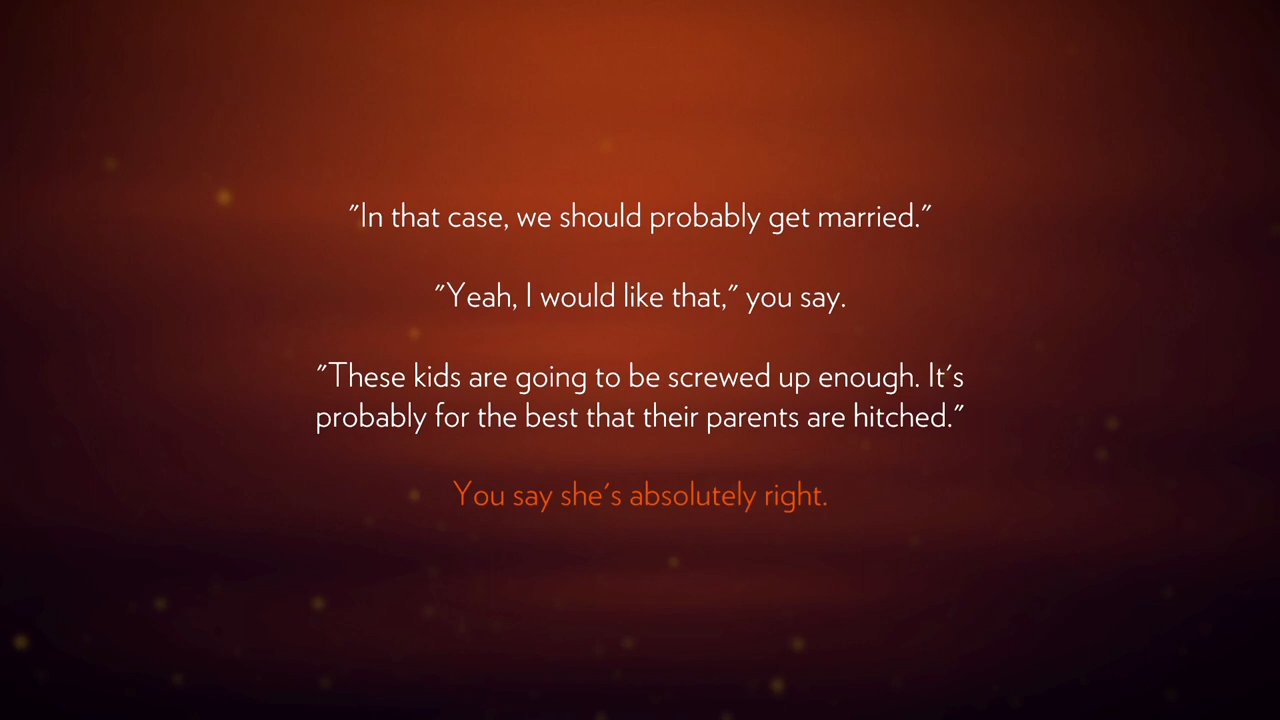 "In that case, we should probably get married."
"Yeah, I would like that," you say.
"These kids are going to be screwed up enough. It's
probably for the best that their parents are hitched."
You say she's absolutely right.